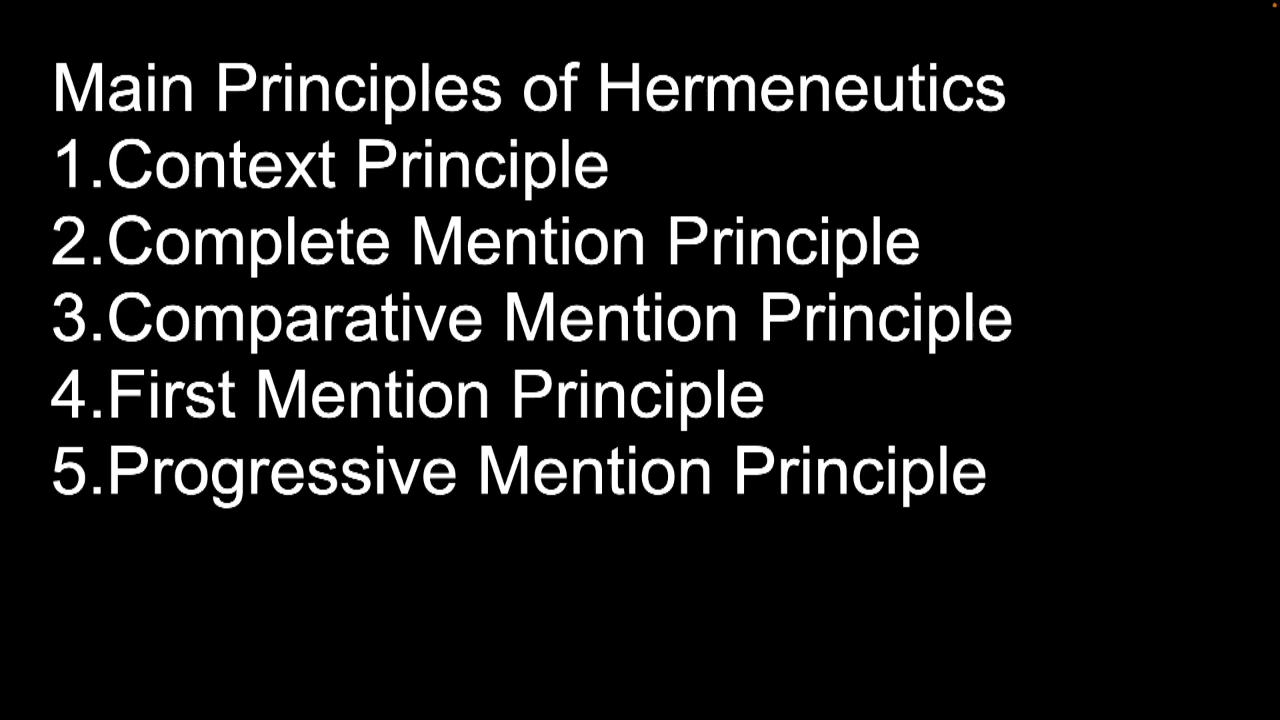 Main Principles of Hermeneutics
1.Context Principle
2.Complete Mention Principle
3.Comparative Mention Principle
4.First Mention Principle
5.Progressive Mention Principle